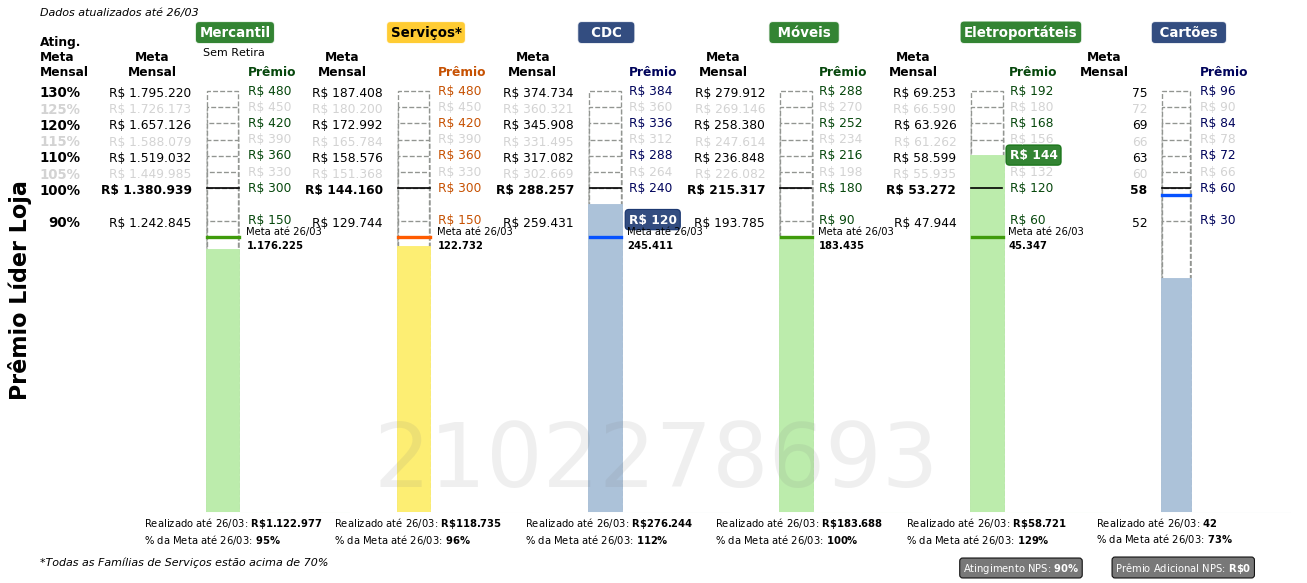 Dados atualizados até 26/03
Mercantil Serviços* CDC Móveis Eletroportáteis Cartões
Sem Retira
Ating. Meta Mensal
Meta Mensal Prêmio Meta Mensal Prêmio Meta Mensal Prêmio Meta Mensal Prêmio Meta Mensal Prêmio Meta Mensal Prêmio
130% R$ 1.795.220 R$ 480 R$ 187.408 R$ 480 R$ 374.734 R$ 384 R$ 279.912 R$ 288 R$ 69.253 R$ 192 75 R$ 96
125% R$ 1.726.173 R$ 450 R$ 180.200 R$ 450 R$ 360.321 R$ 360 R$ 269.146 R$ 270 R$ 66.590 R$ 180 72 R$ 90
120% R$ 1.657.126 R$ 420 R$ 172.992 R$ 420 R$ 345.908 R$ 336 R$ 258.380 R$ 252 R$ 63.926 R$ 168 69 R$ 84
115% R$ 1.588.079 R$ 390 R$ 165.784 R$ 390 R$ 331.495 R$ 312 R$ 247.614 R$ 234 R$ 61.262 R$ 156 66 R$ 78
110% R$ 1.519.032 R$ 360 R$ 158.576 R$ 360 R$ 317.082 R$ 288 R$ 236.848 R$ 216 R$ 58.599 R$ 144 63 R$ 72
105% R$ 1.449.985 R$ 330 R$ 151.368 R$ 330 R$ 302.669 R$ 264 R$ 226.082 R$ 198 R$ 55.935 R$ 132 60 R$ 66
100% R$ 1.380.939 R$ 300 R$ 144.160 R$ 300 R$ 288.257 R$ 240 R$ 215.317 R$ 180 R$ 53.272 R$ 120 58 R$ 60
90% R$ 1.242.845 R$ 150 R$ 129.744 R$ 150 R$ 259.431 R$ 120 R$ 193.785 R$ 90 R$ 47.944 R$ 60 52 R$ 30
Meta até 26/03 Meta até 26/03 Meta até 26/03 Meta até 26/03 Meta até 26/03
1.176.225 122.732 245.411 183.435 45.347
Prêmio Líder Loja
2102278693
Realizado até 26/03: R$1.122.977 Realizado até 26/03: R$118.735 Realizado até 26/03: R$276.244 Realizado até 26/03: R$183.688 Realizado até 26/03: R$58.721 Realizado até 26/03: 42
% da Meta até 26/03: 95% % da Meta até 26/03: 96% % da Meta até 26/03: 112% % da Meta até 26/03: 100% % da Meta até 26/03: 129% % da Meta até 26/03: 73%
*Todas as Famílias de Serviços estão acima de 70%
Atingimento NPS: 90% Prêmio Adicional NPS: R$0